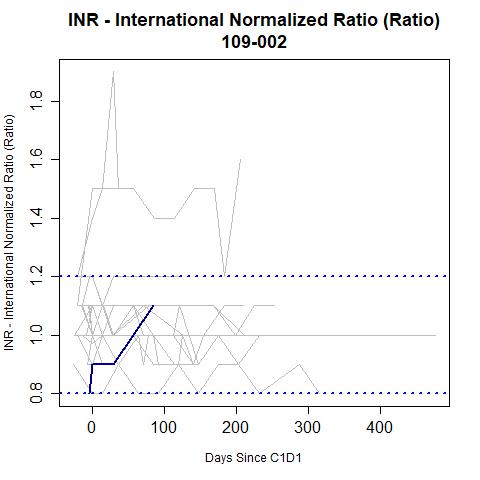 INR - International Normalized Ratio (Ratio)
109-002
INR - International Normalized Ratio (Ratio)
1.8
1.6
1.4
1.2
1.0
0.8
0 100 200 300 400
Days Since C1D1